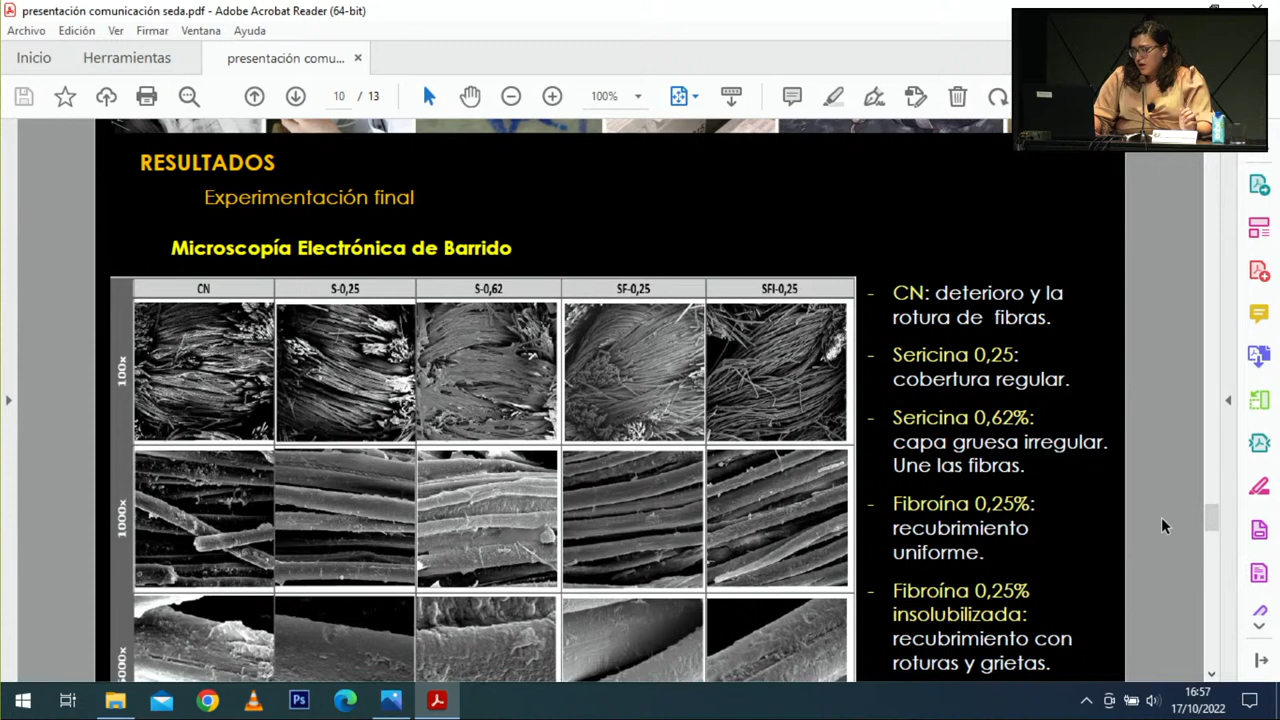 presentación comunicación seda.pdf - Adobe Acrobat Reader (64-bit)
Archivo Edición Ver Firmar Ventana Ayuda
Inicio Herramientas presentación comu... ×
10 / 13 100%
RESULTADOS
Experimentación final
Microscopía Electrónica de Barrido
CN S-0,25 S-0,62 SF-0,25 SFI-0,25
100x
1000x
- CN: deterioro y la
rotura de fibras.
- Sericina 0,25:
cobertura regular.
- Sericina 0,62%:
capa gruesa irregular.
Une las fibras.
- Fibroína 0,25%:
recubrimiento
uniforme.
- Fibroína 0,25%
insolubilizada:
recubrimiento con
roturas y grietas.
Ps
16:57
17/10/2022